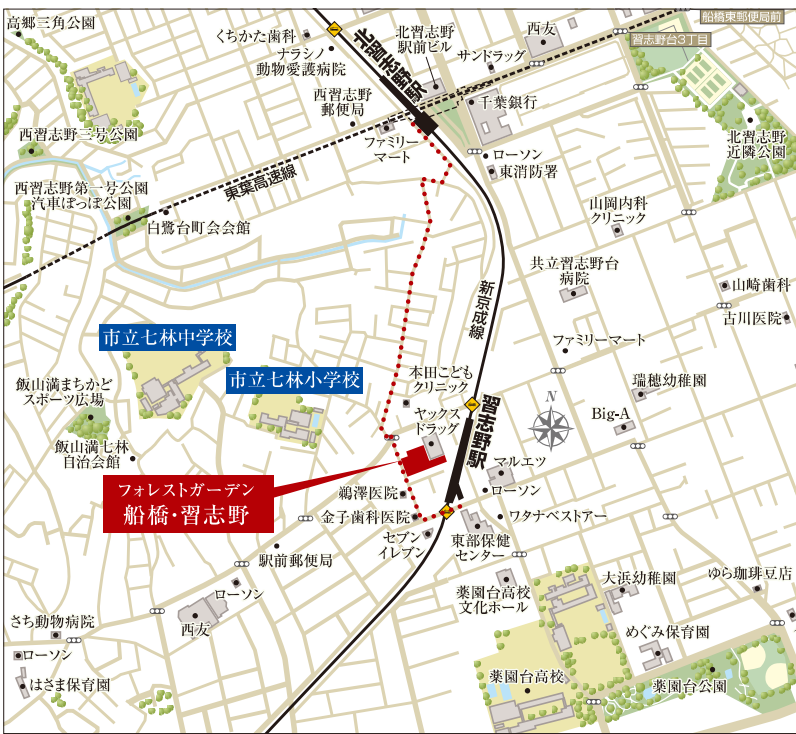 船橋東郵便局前
高郷三角公園
くちかた歯科
ナラシノ
動物愛護病院
北習志野駅
北習志野
駅前ビル
西友
サンドラッグ
習志野台3丁目
西習志野
郵便局
千葉銀行
ファミリー
マート
西習志野三号公園
ローソン
東消防署
北習志野
近隣公園
西習志野第一号公園
汽車ぽっぽ公園
東葉高速線
白鷺台町会会館
山岡内科
クリニック
共立習志野台
病院
新京成線
山崎歯科
古川医院
市立七林中学校
ファミリーマート
市立七林小学校
本田こども
クリニック
飯山満まちかど
スポーツ広場
瑞穂幼稚園
N
ヤックス
ドラッグ
習志野駅
Big-A
飯山満七林
自治会館
マルエツ
フォレストガーデン
船橋・習志野
鵜澤医院
ローソン
金子歯科医院
ワタナベストアー
セブン
イレブン
東部保健
センター
駅前郵便局
薬園台高校
文化ホール
大浜幼稚園
ゆら珈琲豆店
ローソン
さち動物病院
西友
めぐみ保育園
ローソン
はさま保育園
薬園台高校
薬園台公園